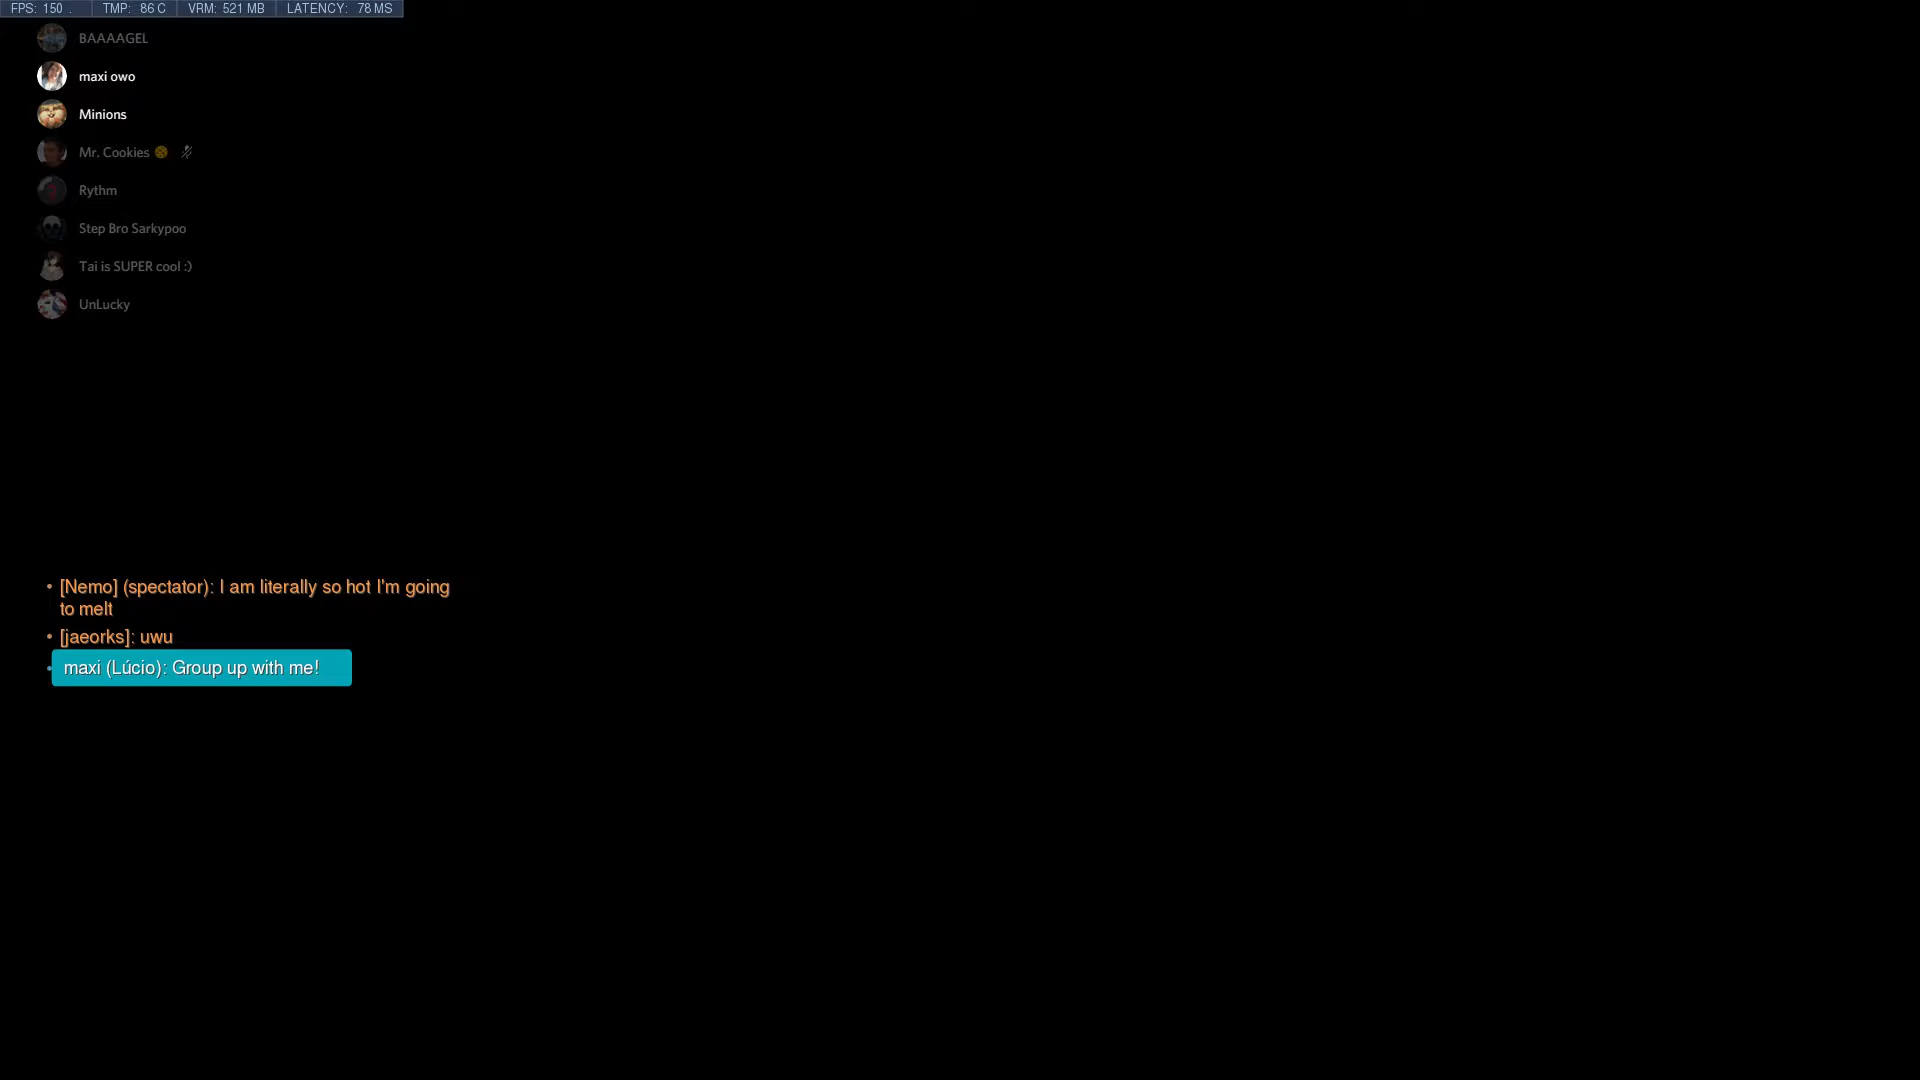 FPS: 150 . TMP: 86 C VRM: 521 MB LATENCY: 78 MS
BAAAAGEL
maxi owo
Minions
Mr. Cookies
Rythm
Step Bro Sarkypoo
Tai is SUPER cool :)
UnLucky
[Nemo] (spectator): I am literally so hot I'm going
to melt
[jaeorks]: uwu
maxi (Lúcio): Group up with me!